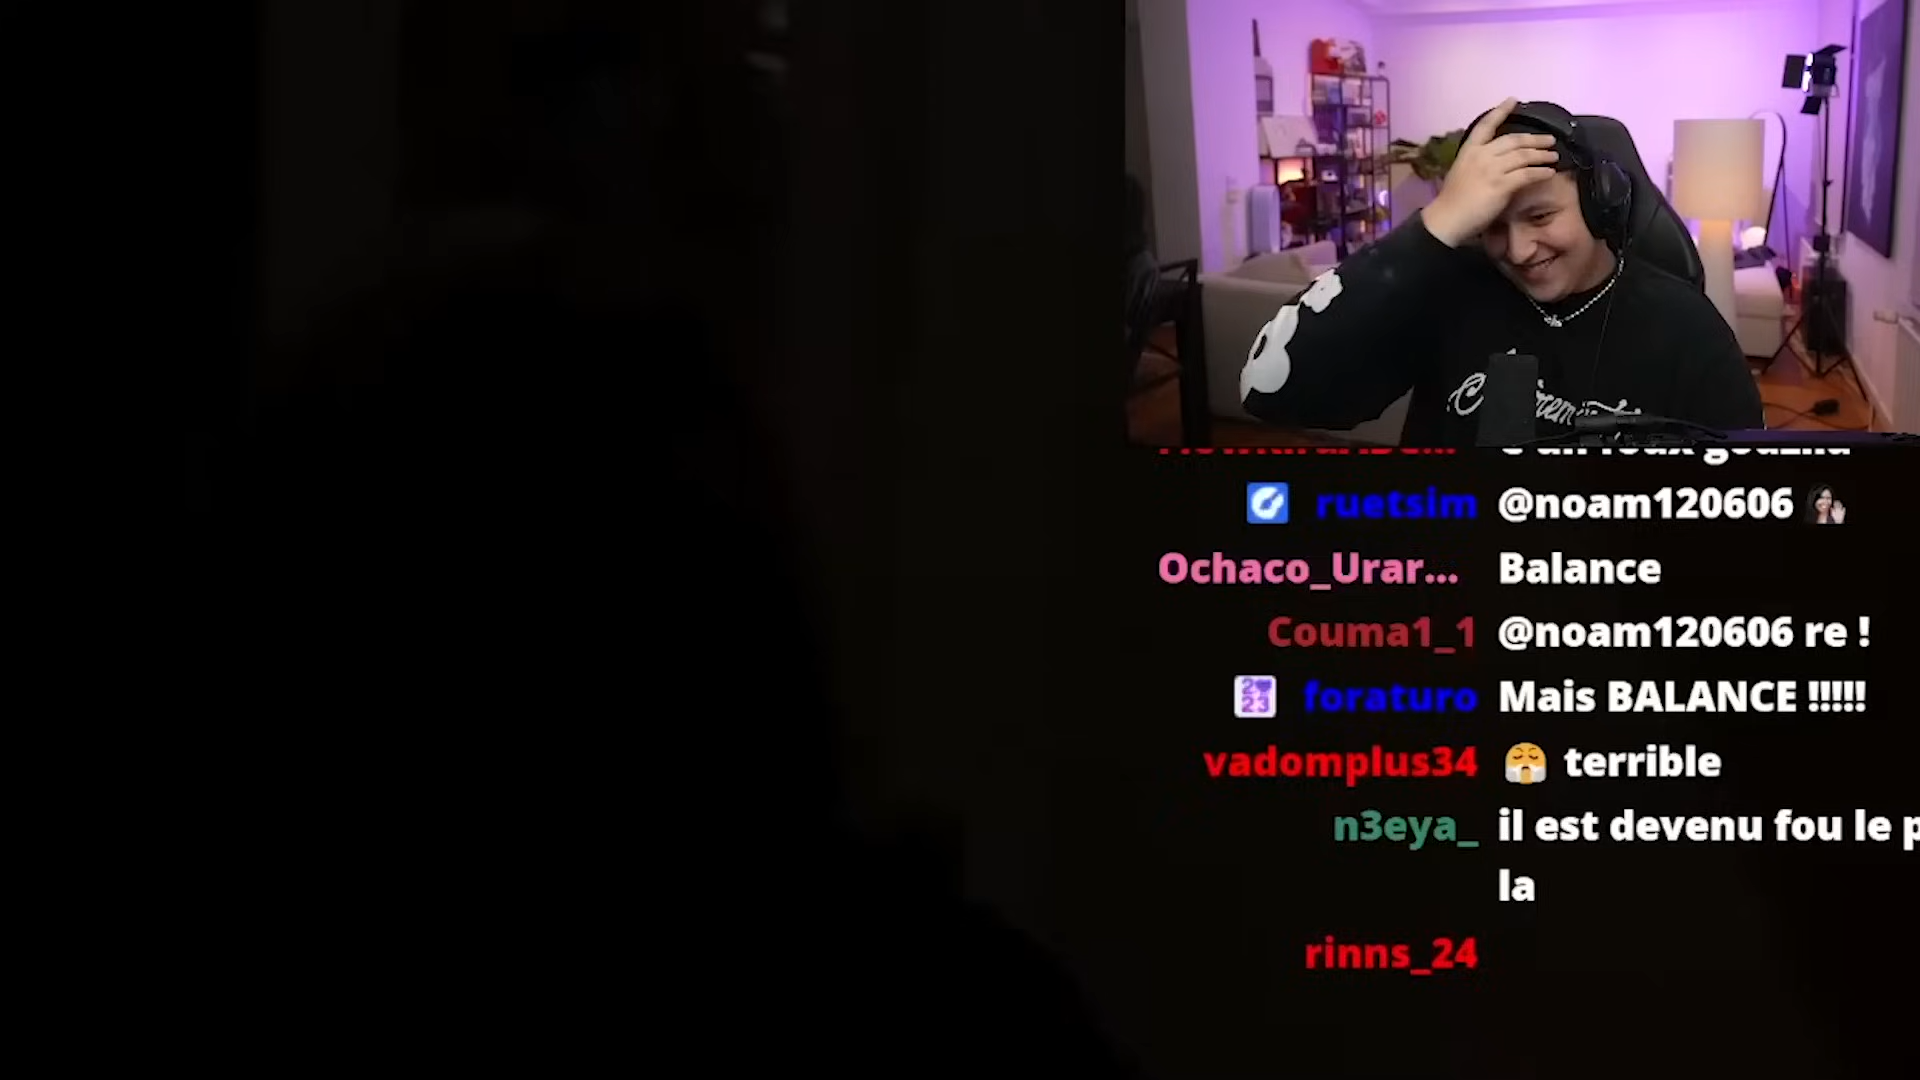 ruetsim @noam120606
Ochaco_Urar... Balance
Couma1_1 @noam120606 re !
foraturo Mais BALANCE !!!!!
vadomplus34 😤 terrible
n3eya_ il est devenu fou le
la
rinns_24